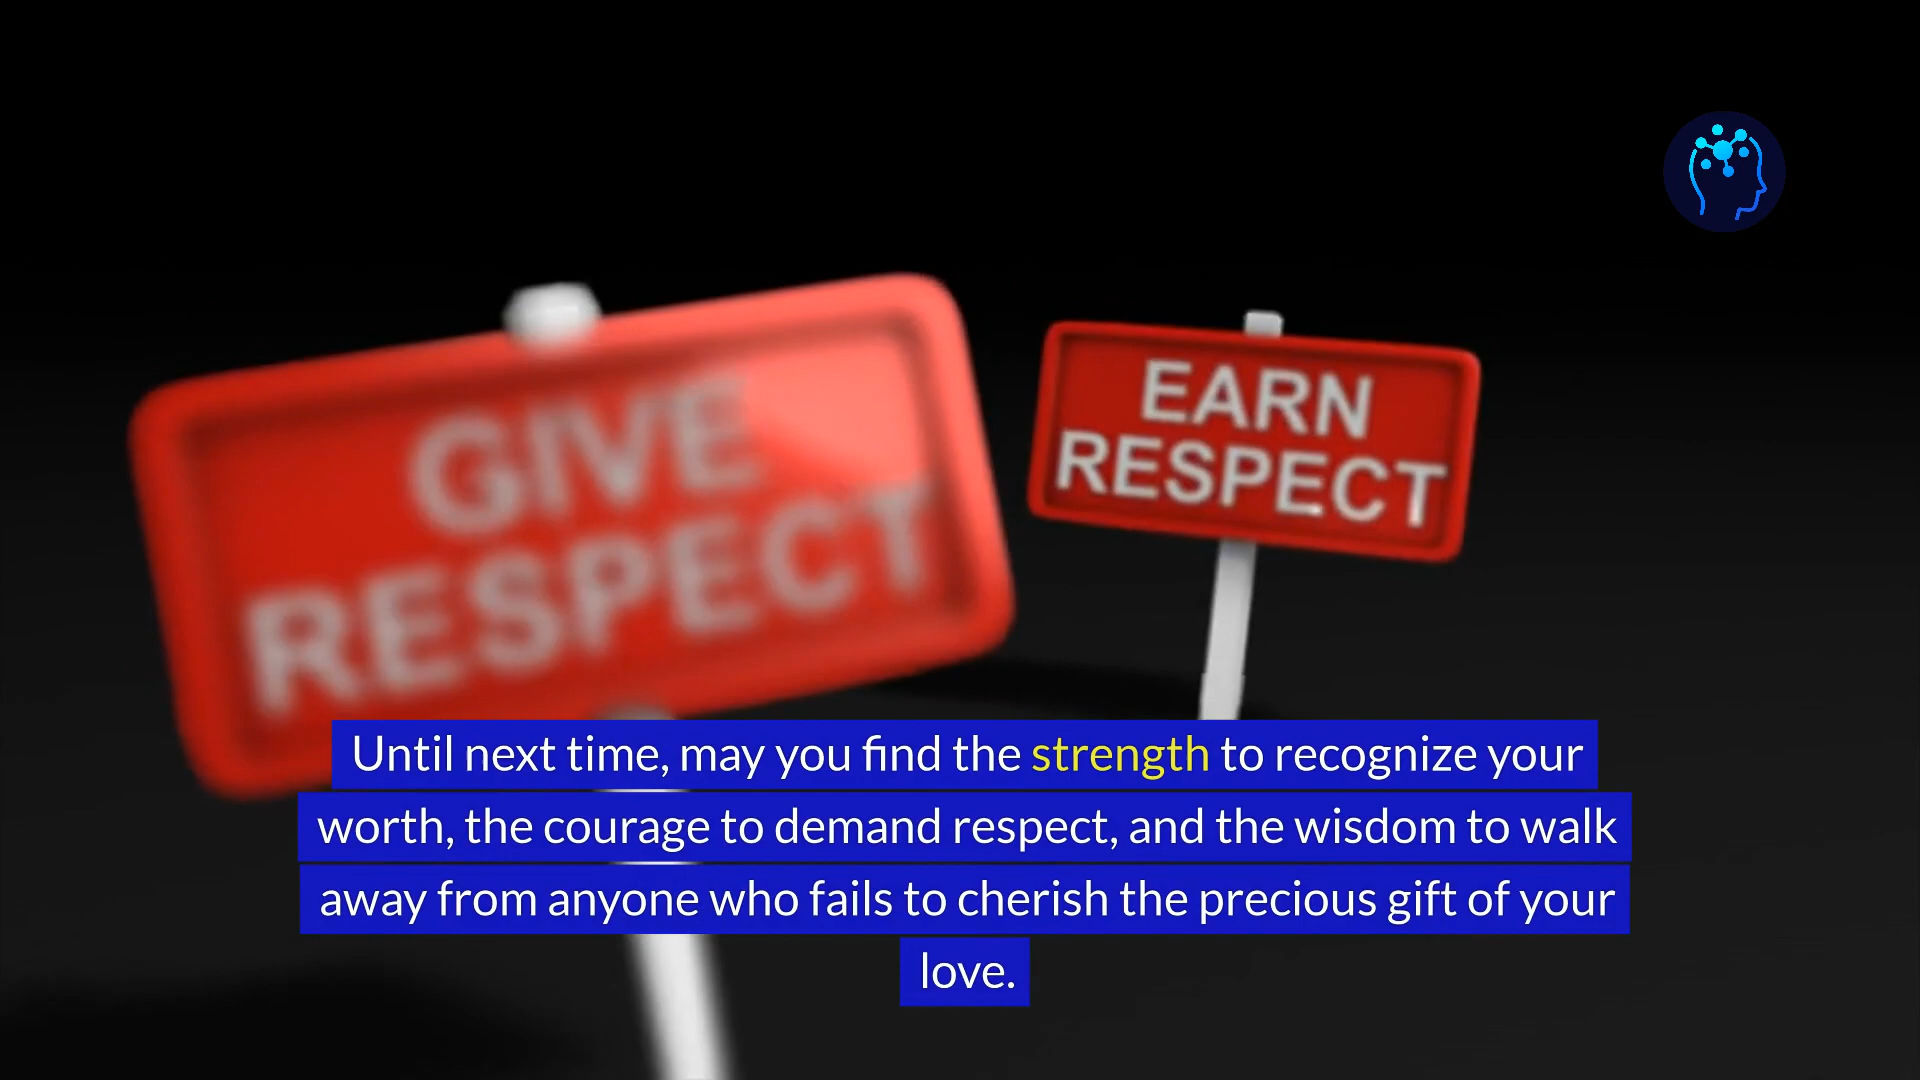 GIVE
RESPECT
EARN
RESPECT
Until next time, may you find the strength to recognize your
worth, the courage to demand respect, and the wisdom to walk
away from anyone who fails to cherish the precious gift of your
love.